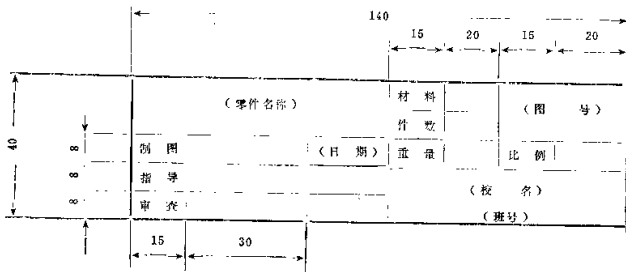 140
15 20 15 20
(零件名称) 材料 (图号)
件数
40 8 制图 (日期) 重量 比例
8 指导 (校名)
8 审查 (班号)
15 30